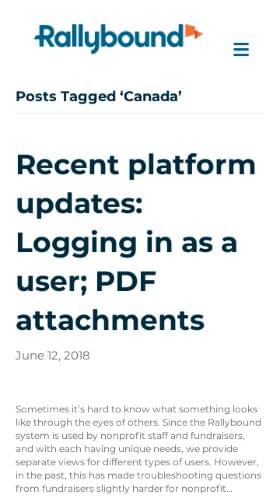 Rallybound
Posts Tagged ‘Canada’
Recent platform
updates:
Logging in as a
user; PDF
attachments
June 12, 2018
Sometimes it’s hard to know what something looks
like through the eyes of others. Since the Rallybound
system is used by nonprofit staff and fundraisers,
and with each having unique needs, we provide
separate views for different types of users. However,
in the past, this has made troubleshooting questions
from fundraisers slightly harder for nonprofit...